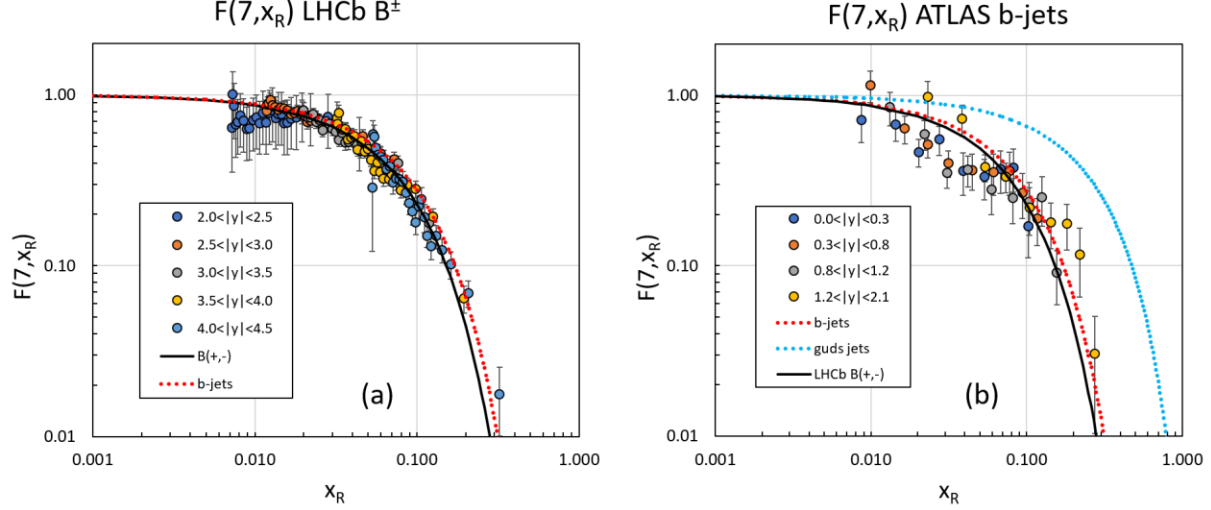 F(7,x_R) LHCb B^±
1.00
0.10
0.01
F(7,x_R)
2.0<|y|<2.5
2.5<|y|<3.0
3.0<|y|<3.5
3.5<|y|<4.0
4.0<|y|<4.5
B(+,-)
b-jets
(a)
0.001
0.010
0.100
1.000
x_R
F(7,x_R) ATLAS b-jets
1.00
0.10
0.01
F(7,x_R)
0.0<|y|<0.3
0.3<|y|<0.8
0.8<|y|<1.2
1.2<|y|<2.1
b-jets
guds jets
LHCb B(+,-)
(b)
0.001
0.010
0.100
1.000
x_R